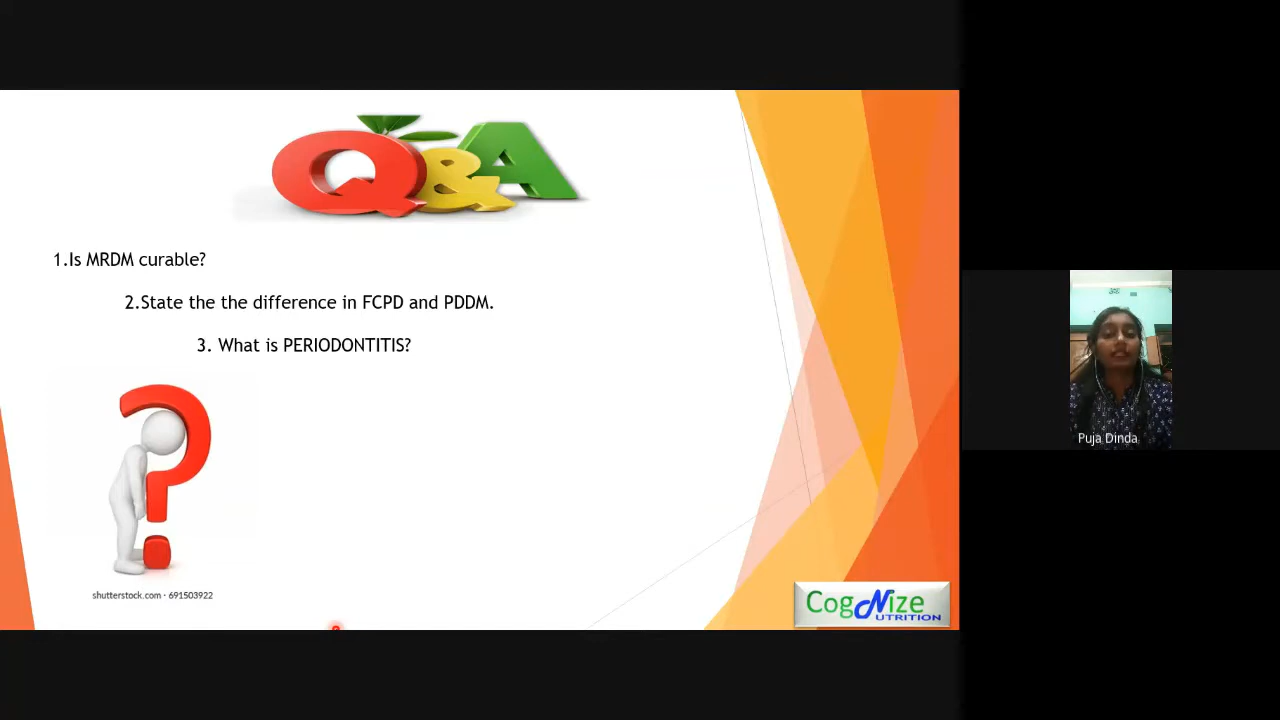 Q&A
1.Is MRDM curable?
2.State the the difference in FCPD and PDDM.
3. What is PERIODONTITIS?
shutterstock.com · 691503922
CogNize
UTRITION
Puja Dinda